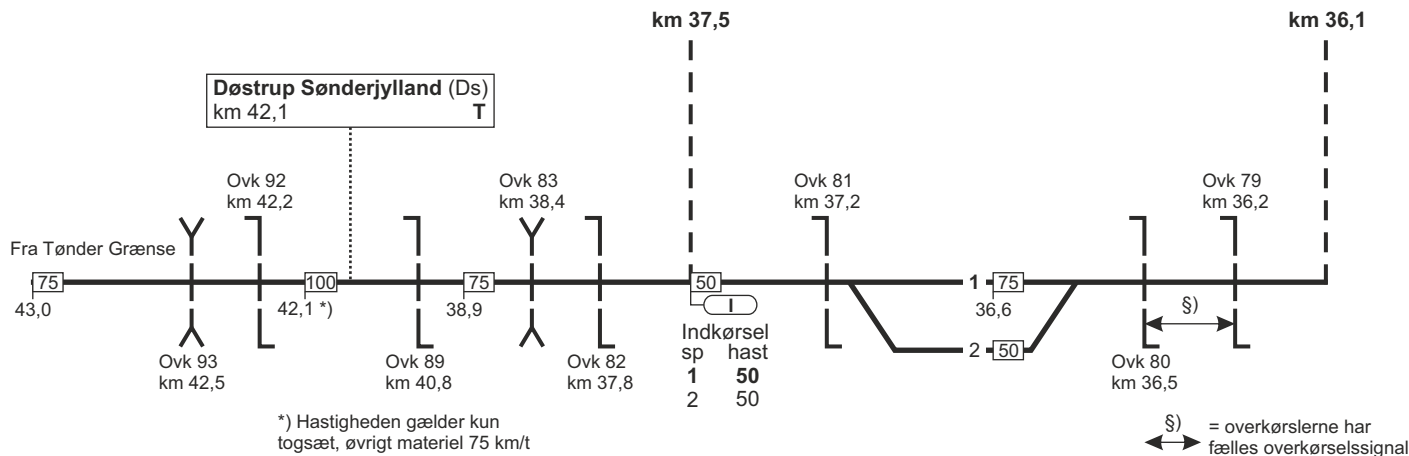 km 37,5
km 36,1
Døstrup Sønderjylland (Ds)
km 42,1 T
Ovk 92
km 42,2
Ovk 83
km 38,4
Ovk 81
km 37,2
Ovk 79
km 36,2
Fra Tønder Grænse
75
100
75
50
1 75
43,0
42,1 *)
38,9
I
36,6
§)
Indkørsel
sp hast
1 50
2 50
2 50
Ovk 93
km 42,5
Ovk 89
km 40,8
Ovk 82
km 37,8
Ovk 80
km 36,5
*) Hastigheden gælder kun
togsæt, øvrigt materiel 75 km/t
§) = overkørslerne har
fælles overkørselssignal